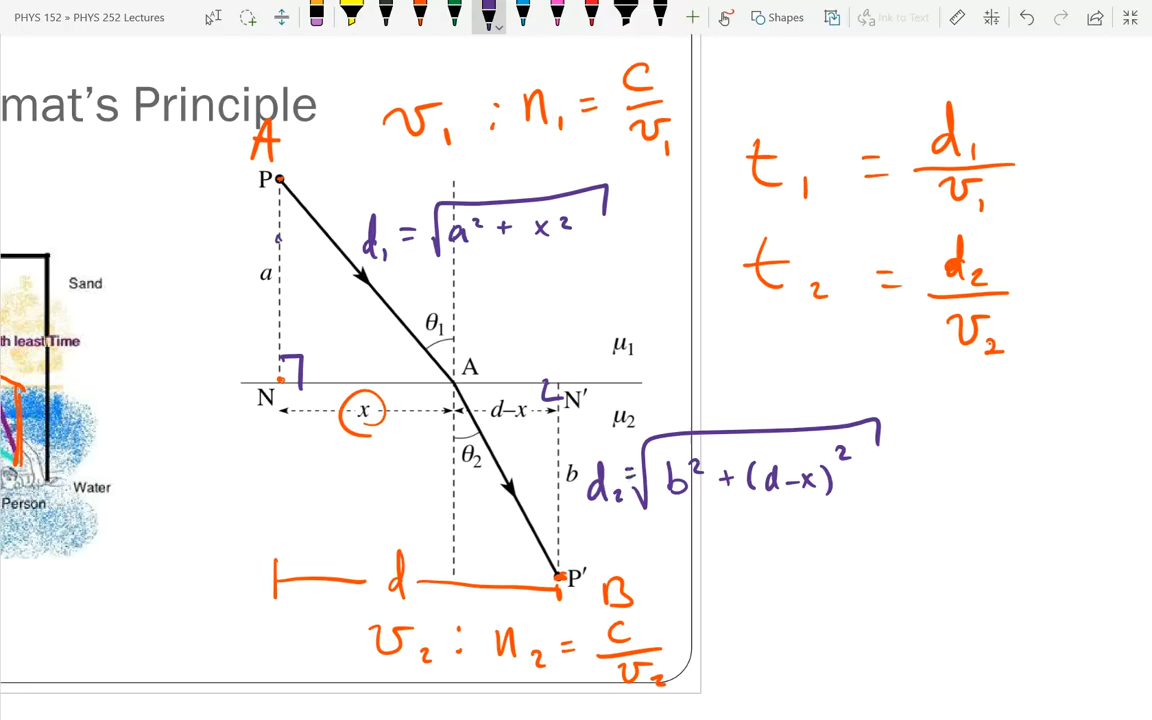 PHYS 152 » PHYS 252 Lectures
Shapes
Ink to Text
mat's Principle
v₁ : n₁ = C/v₁
A
P
d₁ = √(a² + x²)
t₁ = d₁/v₁
t₂ = d₂/v₂
a
Sand
th least Time
θ₁
μ₁
A
N
x
d–x
N′
μ₂
θ₂
b
d₂ = √(b² + (d-x)²)
Water
Person
d
P′
B
v₂ : n₂ = C/v₂